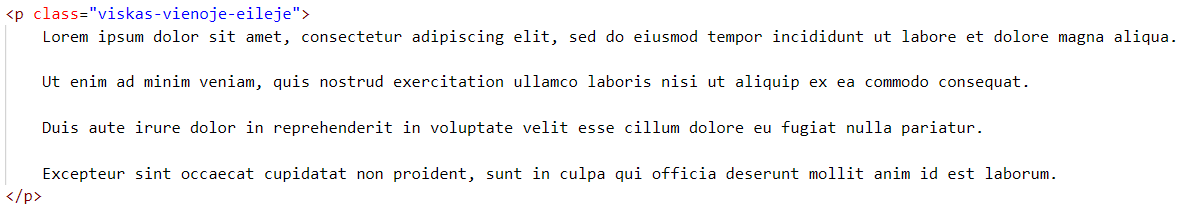 <p class="viskas-vienoje-eileje">
Lorem ipsum dolor sit amet, consectetur adipiscing elit, sed do eiusmod tempor incididunt ut labore et dolore magna aliqua.
Ut enim ad minim veniam, quis nostrud exercitation ullamco laboris nisi ut aliquip ex ea commodo consequat.
Duis aute irure dolor in reprehenderit in voluptate velit esse cillum dolore eu fugiat nulla pariatur.
Excepteur sint occaecat cupidatat non proident, sunt in culpa qui officia deserunt mollit anim id est laborum.
</p>